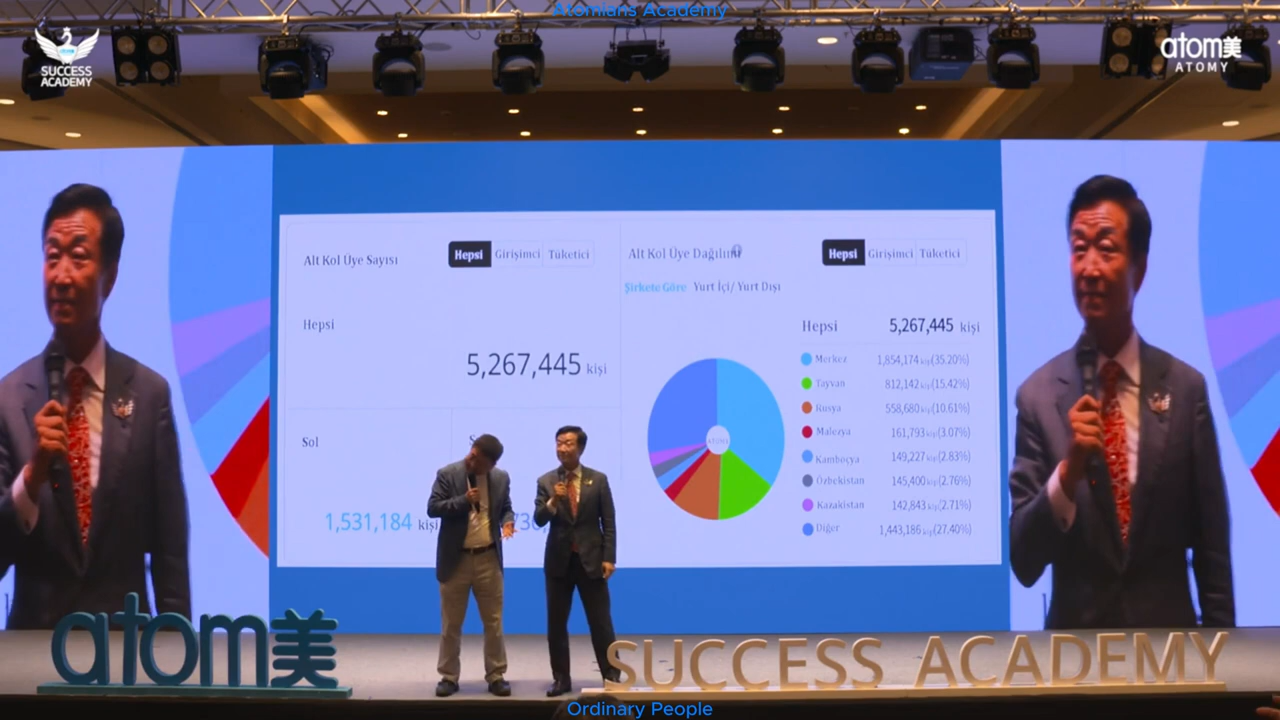 Atomians Academy
SUCCESS
ACADEMY
atom美
ATOMY
Alt Kol Üye Sayısı
Hepsi Girişimci Tüketici
Hepsi
5,267,445 kişi
Sol
1,531,184 kişi
Alt Kol Üye Dağılımı
Hepsi Girişimci Tüketici
Şirkete Göre Yurt İçi/ Yurt Dışı
Hepsi 5,267,445 kişi
Merkez 1,854,174 kişi(35.20%)
Tayvan 812,142 kişi(15.42%)
Rusya 558,680 kişi(10.61%)
Malezya 161,793 kişi(3.07%)
Kamboçya 149,227 kişi(2.83%)
Özbekistan 145,400 kişi(2.76%)
Kazakistan 142,843 kişi(2.71%)
Diğer 1,443,186 kişi(27.40%)
ATOMY
atom美
SUCCESS ACADEMY
Ordinary People